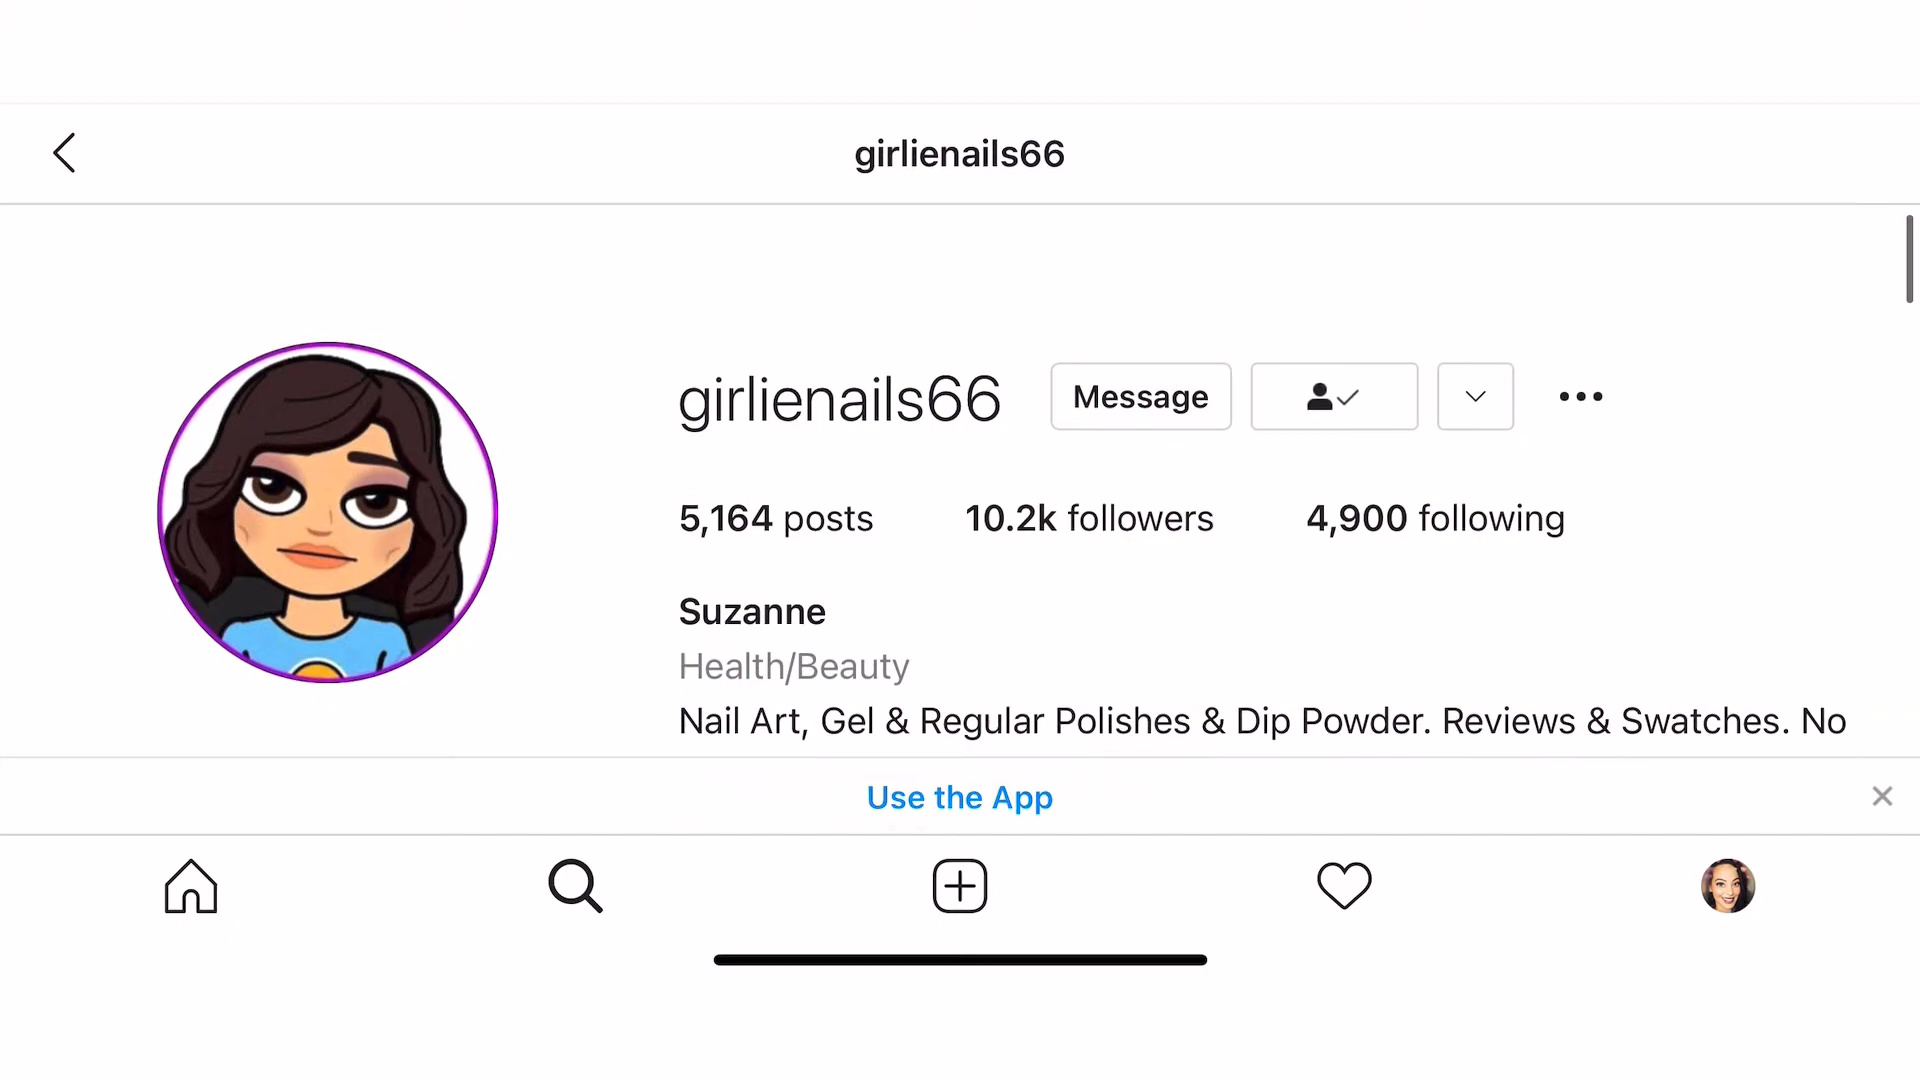 girlienails66
girlienails66 Message
5,164 posts 10.2k followers 4,900 following
Suzanne
Health/Beauty
Nail Art, Gel & Regular Polishes & Dip Powder. Reviews & Swatches. No
Use the App